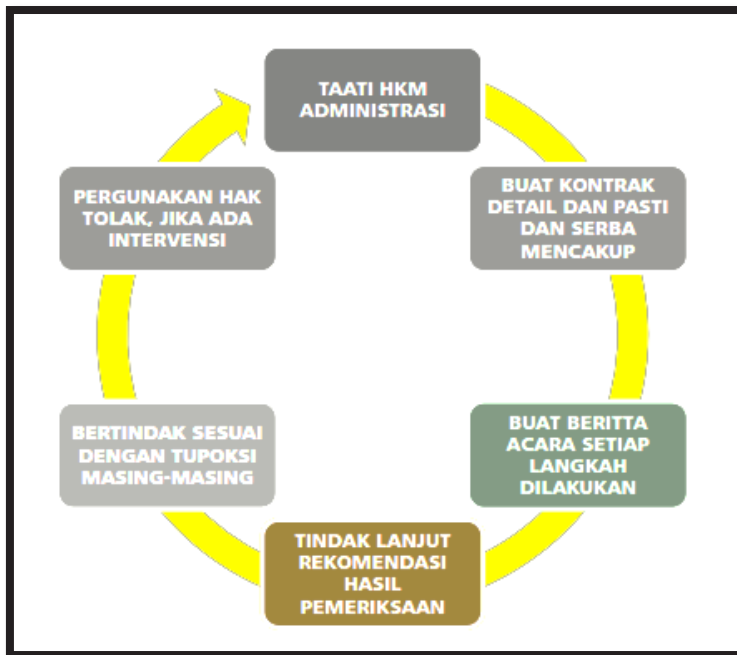 TAATI HKM
ADMINISTRASI
BUAT KONTRAK
DETAIL DAN PASTI
DAN SERBA
MENCAKUP
BUAT BERITTA
ACARA SETIAP
LANGKAH
DILAKUKAN
TINDAK LANJUT
REKOMENDASI
HASIL
PEMERIKSAAN
BERTINDAK SESUAI
DENGAN TUPOKSI
MASING-MASING
PERGUNAKAN HAK
TOLAK, JIKA ADA
INTERVENSI